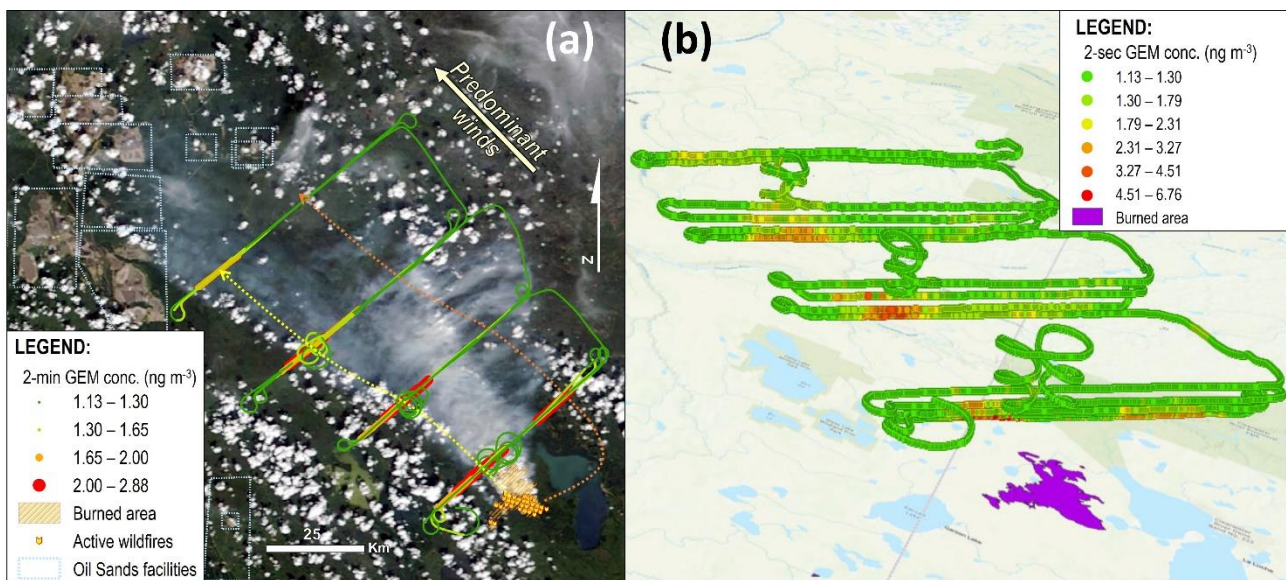 (a)
Predominant
winds
N
25
Km
LEGEND:
2-min GEM conc. (ng m⁻³)
1.13 – 1.30
1.30 – 1.65
1.65 – 2.00
2.00 – 2.88
Burned area
Active wildfires
Oil Sands facilities
(b)
LEGEND:
2-sec GEM conc. (ng m⁻³)
1.13 – 1.30
1.30 – 1.79
1.79 – 2.31
2.31 – 3.27
3.27 – 4.51
4.51 – 6.76
Burned area